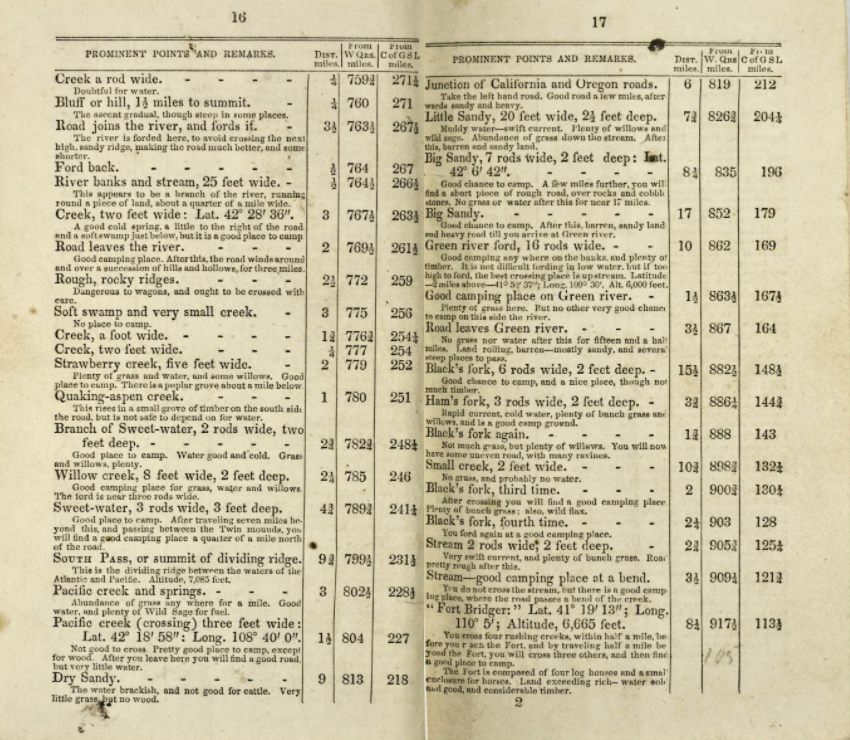 16
PROMINENT POINTS AND REMARKS. DIST. miles. From W Qrs. miles. From C of G S L miles.
Creek a rod wide. - - - - - ¼ 759¾ 271¼
Doubtful for water.
Bluff or hill, 1½ miles to summit. - ¼ 760 271
The ascent gradual, though steep in some places.
Road joins the river, and fords it. - 3½ 763½ 267½
The river is forded here, to avoid crossing the next
high, sandy ridge, making the road much better, and some
shorter.
Ford back. - - - - - ½ 764 267
River banks and stream, 25 feet wide. - ½ 764½ 266½
This appears to be a branch of the river, running
round a piece of land, about a quarter of a mile wide.
Creek, two feet wide: Lat. 42° 28′ 36″. 3 767½ 263½
A good cold spring, a little to the right of the road
and a soft swamp just below, but it is a good place to camp
Road leaves the river. - - - 2 769½ 261½
Good camping place. After this, the road winds around
and over a succession of hills and hollows, for three miles.
Rough, rocky ridges. - - - 2½ 772 259
Dangerous to wagons, and ought to be crossed with
care.
Soft swamp and very small creek. - 3 775 256
No place to camp.
Creek, a foot wide. - - - - 1¾ 776¾ 254¼
Creek, two feet wide. - - - ¼ 777 254
Strawberry creek, five feet wide. - 2 779 252
Plenty of grass and water, and some willows. Good
place to camp. There is a poplar grove about a mile below.
Quaking-aspen creek. - - - 1 780 251
This rises in a small grove of timber on the south side
the road, but is not safe to depend on for water.
Branch of Sweet-water, 2 rods wide, two
feet deep. - - - - - 2¾ 782¾ 248¼
Good place to camp. Water good and cold. Grass
and willows, plenty.
Willow creek, 8 feet wide, 2 feet deep. 2¼ 785 246
Good camping place for grass, water and willows
The ford is near three rods wide.
Sweet-water, 3 rods wide, 3 feet deep. 4¾ 789¾ 241¼
Good place to camp. After traveling seven miles be-
yond this, and passing between the Twin mounds, you
will find a good camping place a quarter of a mile north
of the road.
SOUTH PASS, or summit of dividing ridge. 9¾ 799½ 231½
This is the dividing ridge between the waters of the
Atlantic and Pacific. Altitude, 7,085 feet.
Pacific creek and springs. - - - 3 802½ 228½
Abundance of grass any where for a mile. Good
water, and plenty of Wild Sage for fuel.
Pacific creek (crossing) three feet wide:
Lat. 42° 18′ 58″: Long. 108° 40′ 0″. 1½ 804 227
Not good to cross. Pretty good place to camp, except
for wood. After you leave here you will find a good road,
but very little water.
Dry Sandy. - - - - - 9 813 218
The water brackish, and not good for cattle. Very
little grass, but no wood.
17
PROMINENT POINTS AND REMARKS. DIST. miles. From W. Qrs miles. From C of G S L miles.
Junction of California and Oregon roads. 6 819 212
Take the left hand road. Good road a few miles, after
wards sandy and heavy.
Little Sandy, 20 feet wide, 2½ feet deep. 7¾ 826¾ 204¼
Muddy water—swift current. Plenty of willows and
wild sage. Abundance of grass down the stream. After
this, barren and sandy land.
Big Sandy, 7 rods wide, 2 feet deep: Lat.
42° 6′ 42″. - - - - - 8¼ 835 196
Good chance to camp. A few miles further, you will
find a short piece of rough road, over rocks and cobble
stones. No grass or water after this for near 17 miles.
Big Sandy. - - - - - 17 852 179
Good chance to camp. After this, barren, sandy land
and heavy road till you arrive at Green river.
Green river ford, 16 rods wide. - - 10 862 169
Good camping any where on the banks, and plenty of
timber. It is not difficult fording in low water, but if too
high to ford, the best crossing place is upstream. Latitude
—2 miles above—41° 52′ 37″; Long. 109° 30′. Alt. 6,000 feet.
Good camping place on Green river. - 1½ 863½ 167½
Plenty of grass here. But no other very good chance
to camp on this side the river.
Road leaves Green river. - - - 3½ 867 164
No grass nor water after this for fifteen and a half
miles. Land rolling, barren—mostly sandy, and several
steep places to pass.
Black's fork, 6 rods wide, 2 feet deep. - 15½ 882½ 148½
Good chance to camp, and a nice place, though not
much timber.
Ham's fork, 3 rods wide, 2 feet deep. - 3¾ 886¼ 144¾
Rapid current, cold water, plenty of bunch grass and
willows, and is a good camp ground.
Black's fork again. - - - - 1¾ 888 143
Not much grass, but plenty of willows. You will now
have some uneven road, with many ravines.
Small creek, 2 feet wide. - - - 10¾ 898¾ 132¼
No grass, and probably no water.
Black's fork, third time. - - - 2 900¾ 130¼
After crossing you will find a good camping place.
Plenty of bunch grass; also, wild flax.
Black's fork, fourth time. - - - 2¼ 903 128
You ford again at a good camping place.
Stream 2 rods wide, 2 feet deep. - 2¾ 905¾ 125¼
Very swift current, and plenty of bunch grass. Road
pretty rough after this.
Stream—good camping place at a bend. 3½ 909¼ 121¾
You do not cross the stream, but there is a good camp
ing place, where the road passes a bend of the creek.
"Fort Bridger:" Lat. 41° 19′ 13″; Long.
110° 5′; Altitude, 6,665 feet. 8¼ 917½ 113½
You cross four rushing creeks, within half a mile, be-
fore you reach the Fort, and by traveling half a mile be
yond the Fort, you will cross three others, and then find
a good place to camp.
The Fort is composed of four log houses and a small
enclosure for horses. Land exceeding rich— water cold
and good, and considerable timber.
2